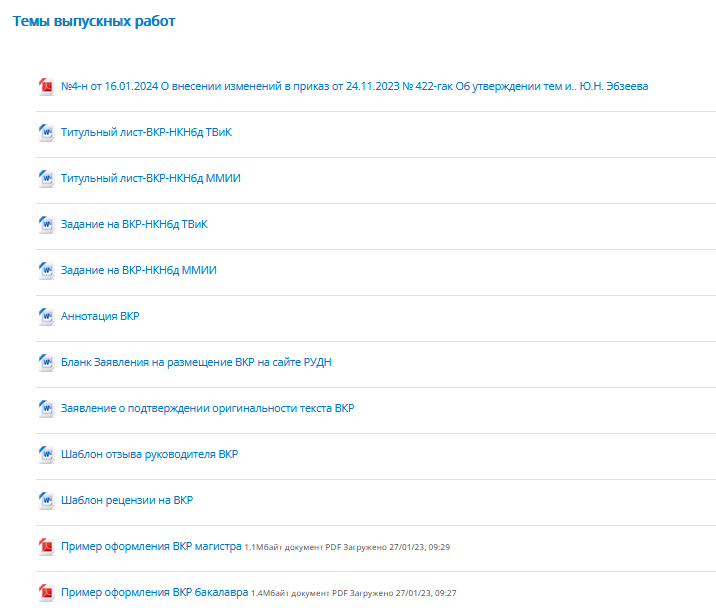 Темы выпускных работ
№4-н от 16.01.2024 О внесении изменений в приказ от 24.11.2023 № 422-гак Об утверждении тем и.. Ю.Н. Эбзеева
Титульный лист-ВКР-НКНбд ТВиК
Титульный лист-ВКР-НКНбд ММИИ
Задание на ВКР-НКНбд ТВиК
Задание на ВКР-НКНбд ММИИ
Аннотация ВКР
Бланк Заявления на размещение ВКР на сайте РУДН
Заявление о подтверждении оригинальности текста ВКР
Шаблон отзыва руководителя ВКР
Шаблон рецензии на ВКР
Пример оформления ВКР магистра 1.1Мбайт документ PDF Загружено 27/01/23, 09:29
Пример оформления ВКР бакалавра 1.4Мбайт документ PDF Загружено 27/01/23, 09:27